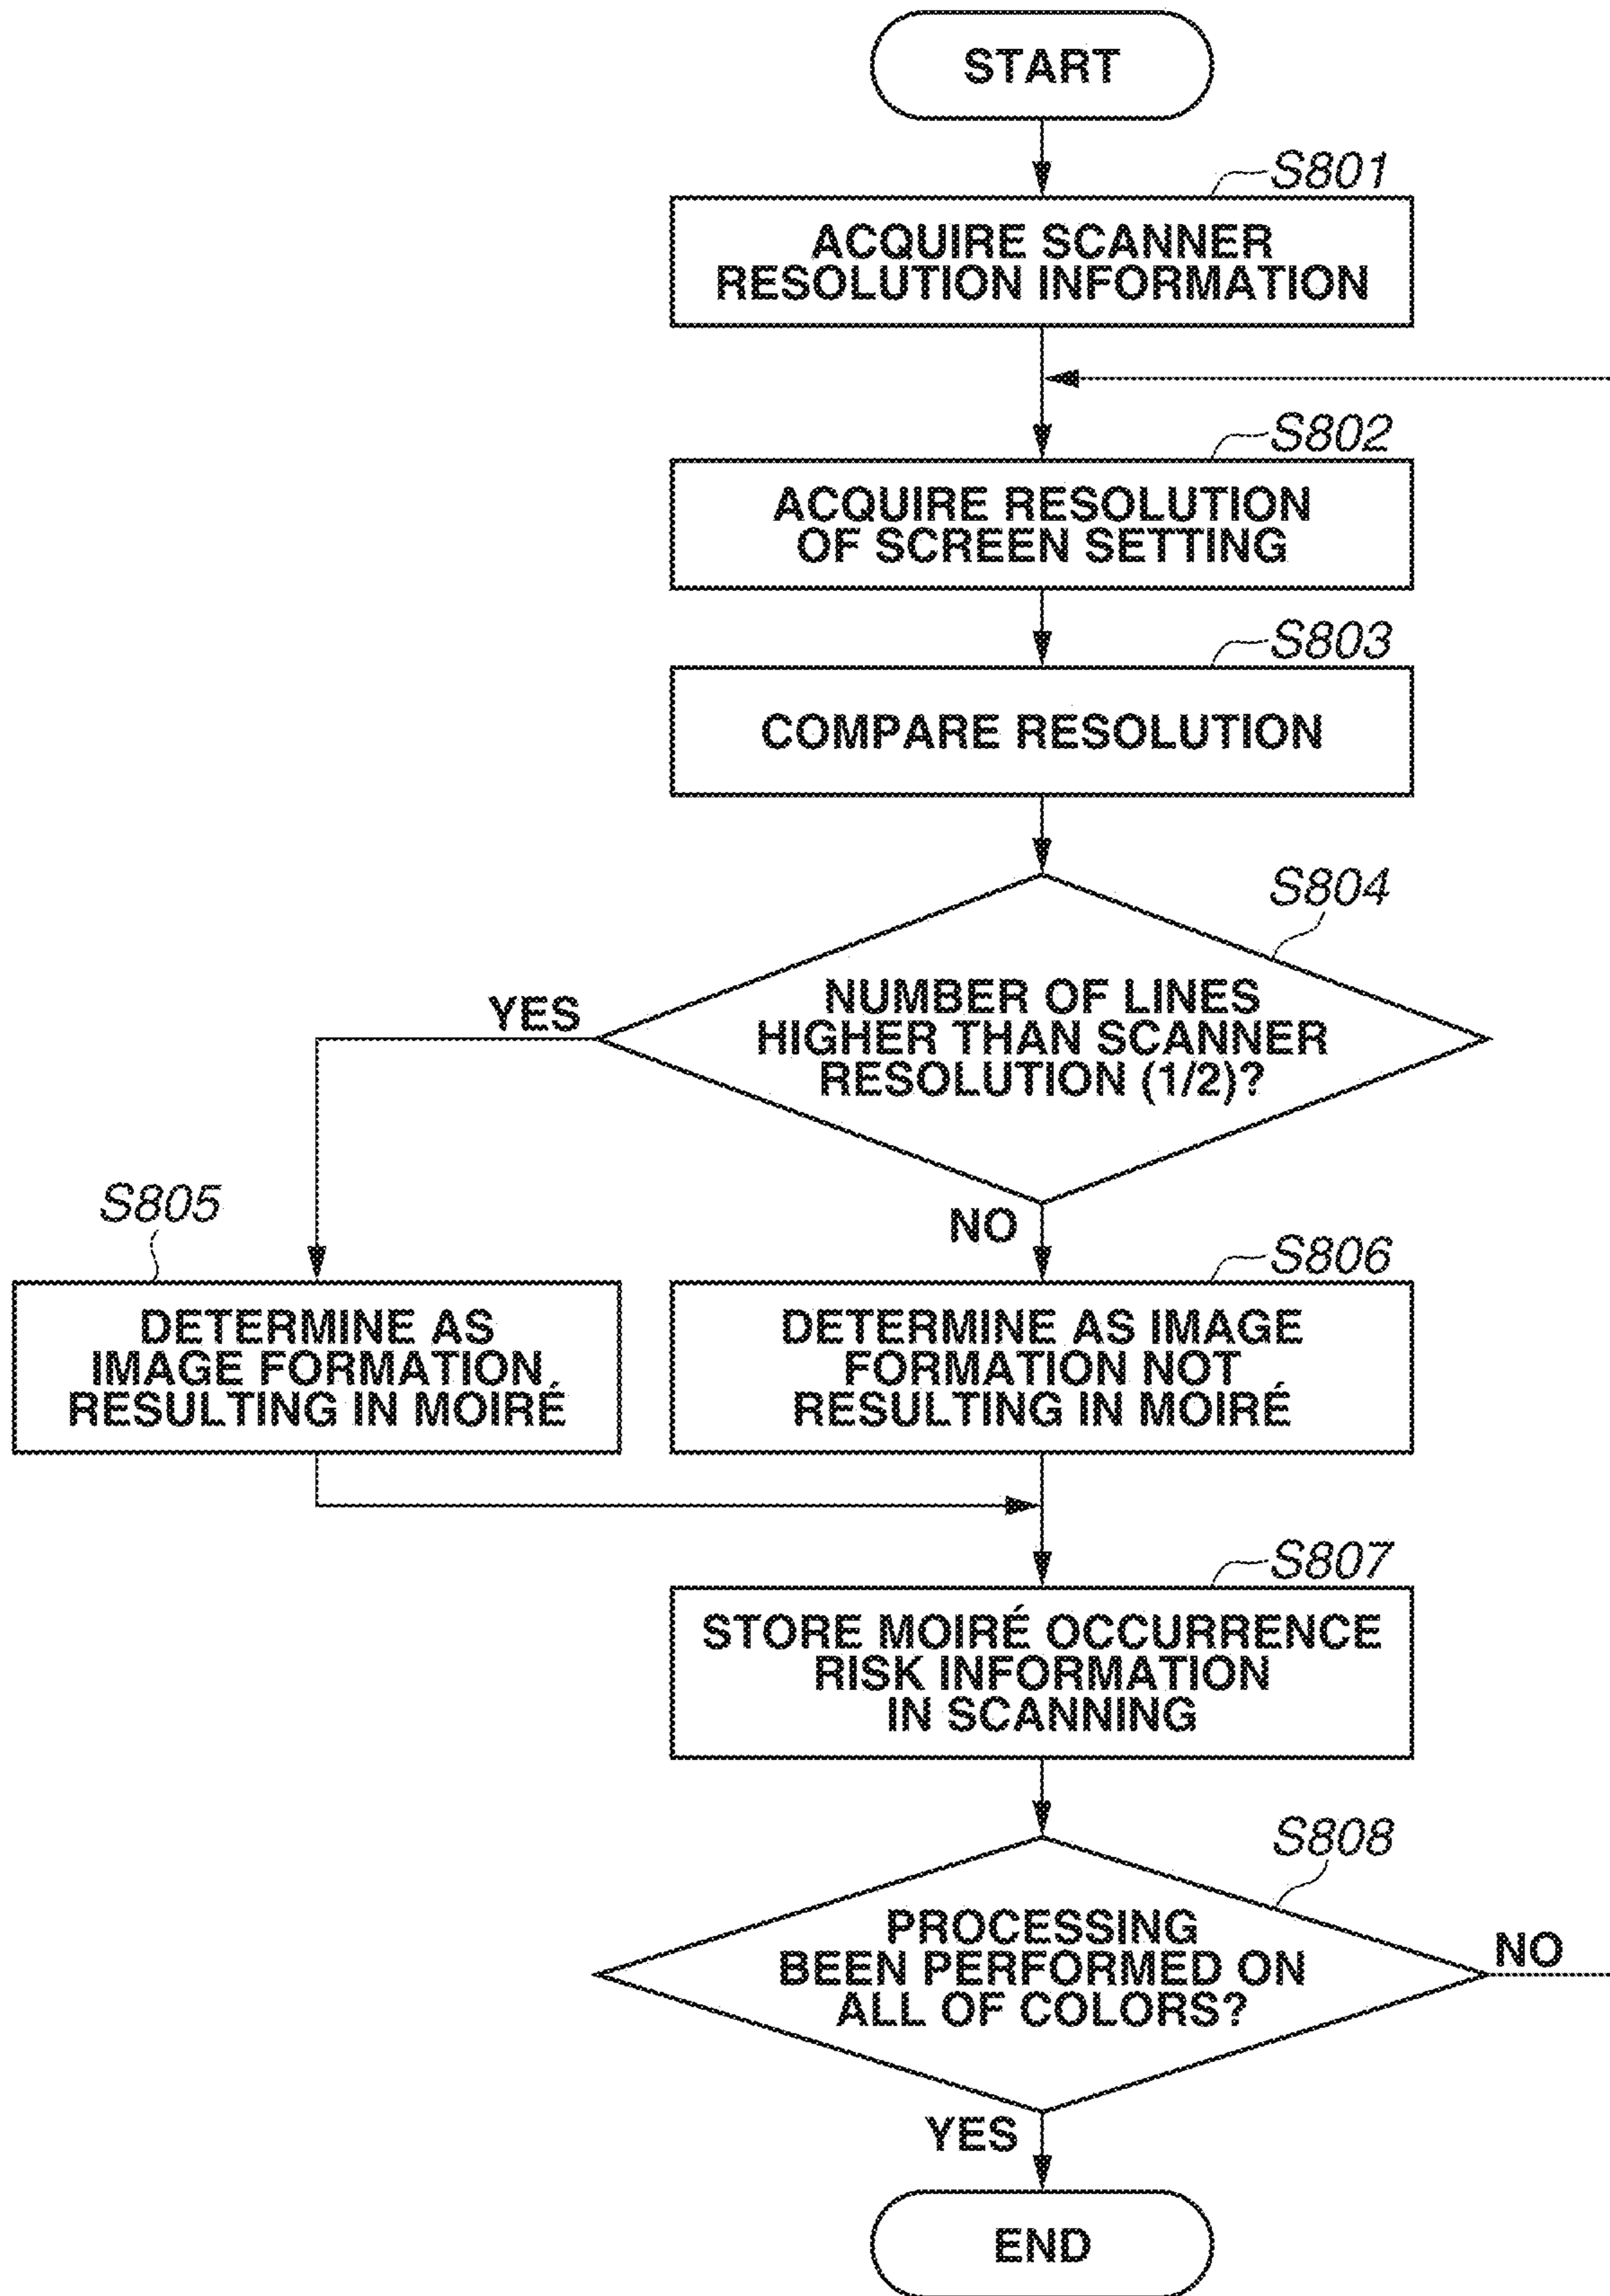 START
S801
ACQUIRE SCANNER
RESOLUTION INFORMATION
S802
ACQUIRE RESOLUTION
OF SCREEN SETTING
S803
COMPARE RESOLUTION
S804
NUMBER OF LINES
HIGHER THAN SCANNER
RESOLUTION (1/2)?
YES
NO
S805
DETERMINE AS
IMAGE FORMATION
RESULTING IN MOIRÉ
S806
DETERMINE AS IMAGE
FORMATION NOT
RESULTING IN MOIRÉ
S807
STORE MOIRÉ OCCURRENCE
RISK INFORMATION
IN SCANNING
S808
PROCESSING
BEEN PERFORMED ON
ALL OF COLORS?
NO
YES
END